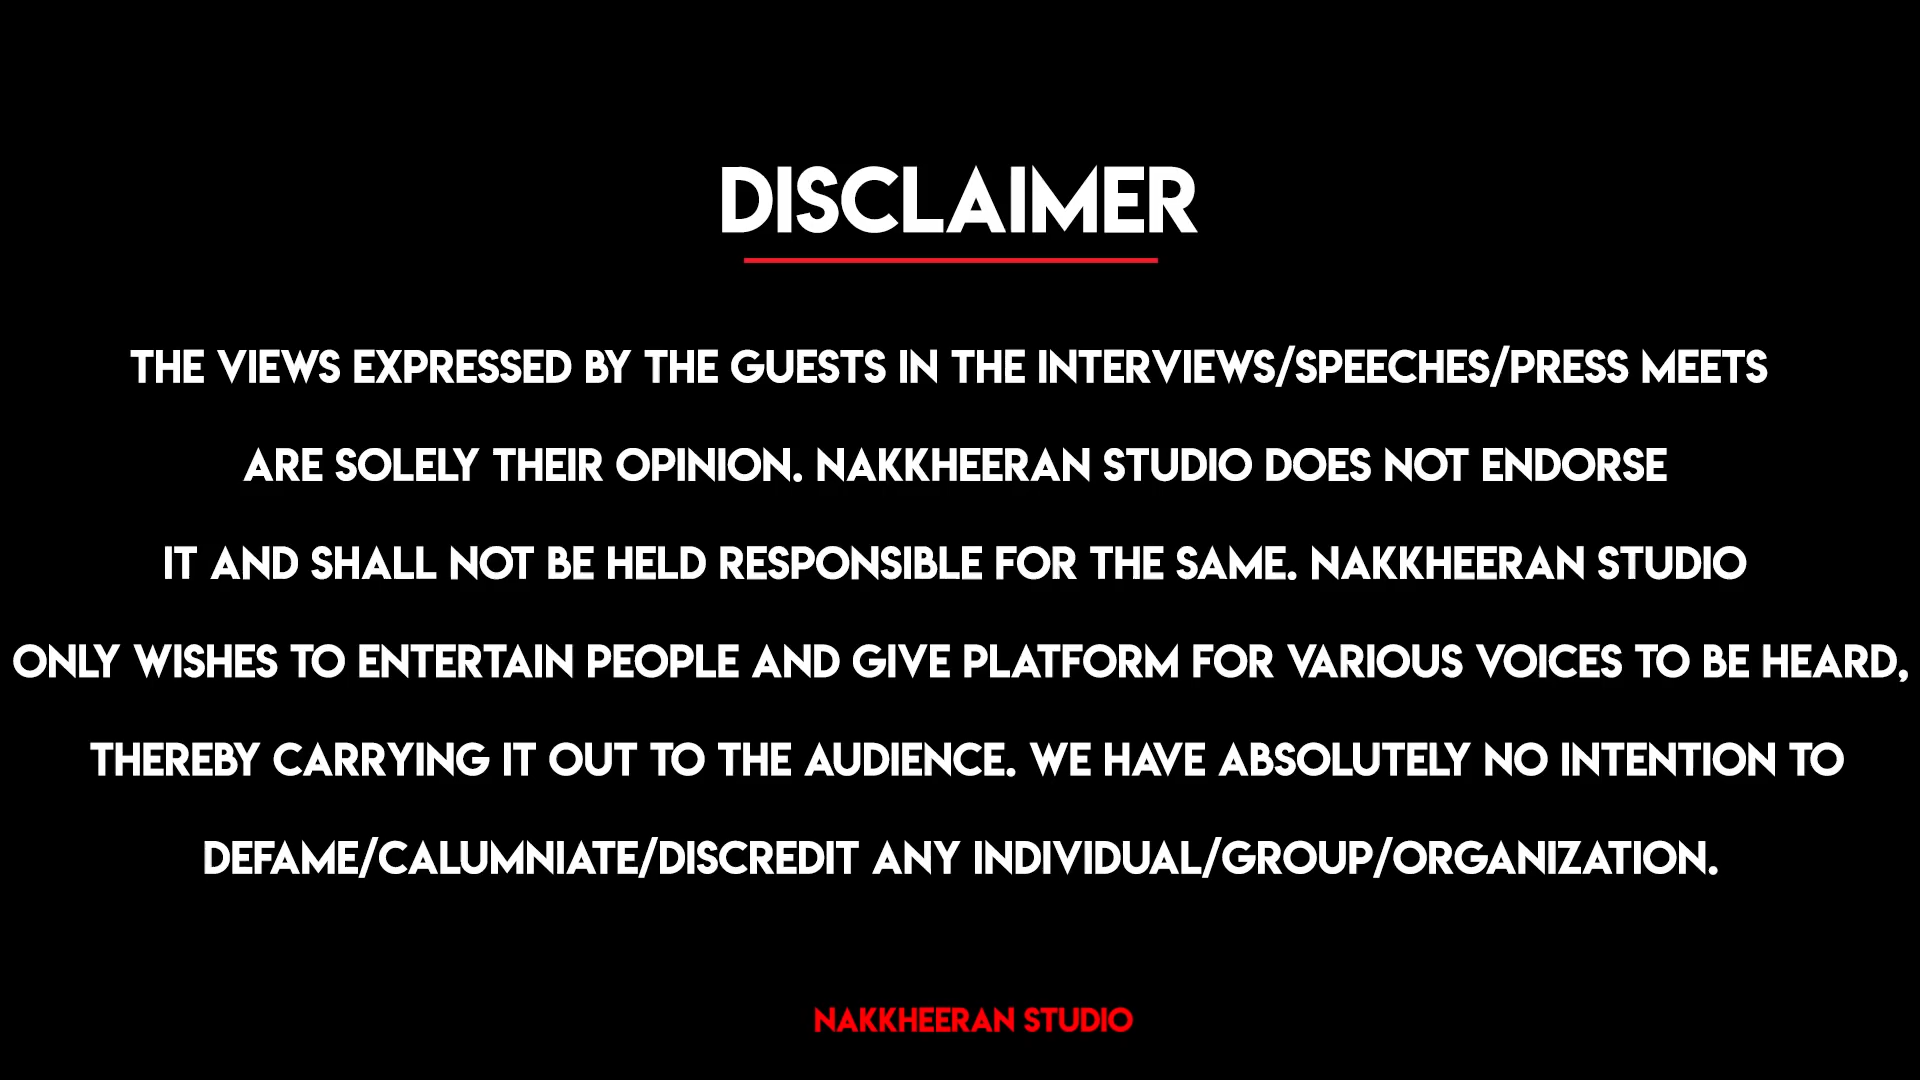 DISCLAIMER
THE VIEWS EXPRESSED BY THE GUESTS IN THE INTERVIEWS/SPEECHES/PRESS MEETS
ARE SOLELY THEIR OPINION. NAKKHEERAN STUDIO DOES NOT ENDORSE
IT AND SHALL NOT BE HELD RESPONSIBLE FOR THE SAME. NAKKHEERAN STUDIO
ONLY WISHES TO ENTERTAIN PEOPLE AND GIVE PLATFORM FOR VARIOUS VOICES TO BE HEARD,
THEREBY CARRYING IT OUT TO THE AUDIENCE. WE HAVE ABSOLUTELY NO INTENTION TO
DEFAME/CALUMNIATE/DISCREDIT ANY INDIVIDUAL/GROUP/ORGANIZATION.
NAKKHEERAN STUDIO